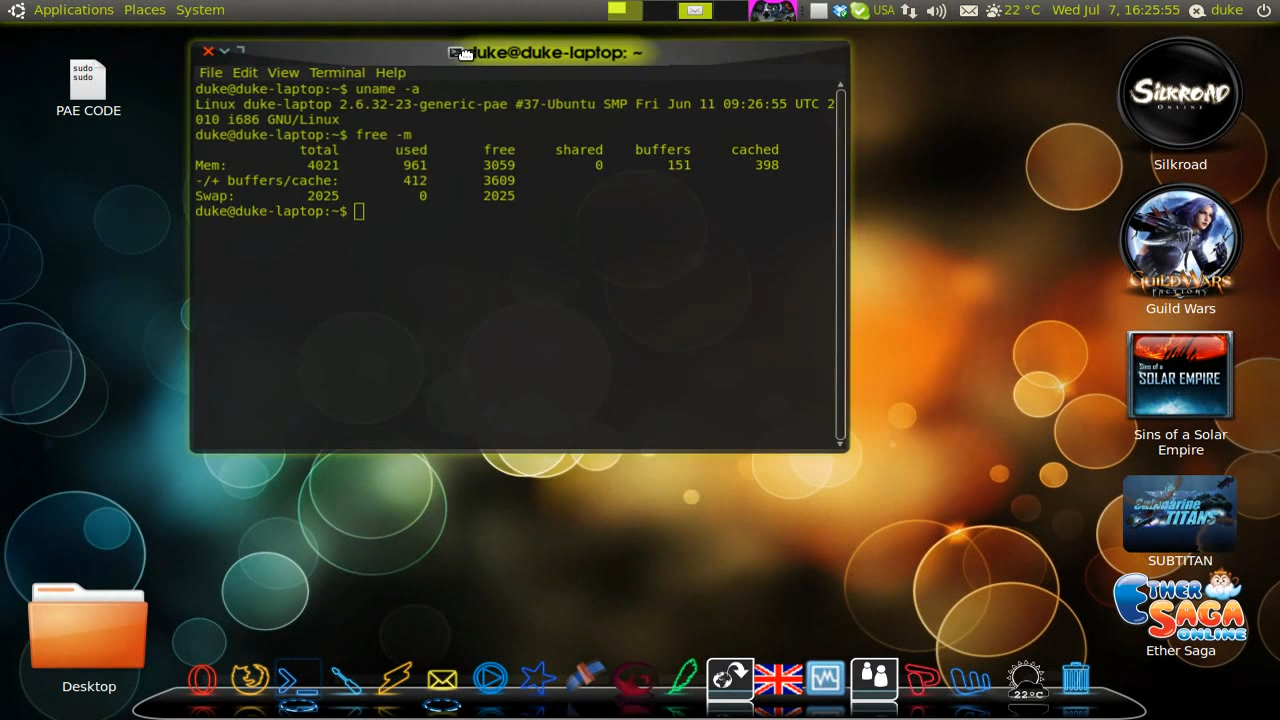 Applications Places System
USA
22 °C Wed Jul 7, 16:25:55
duke
duke@duke-laptop: ~
File Edit View Terminal Help
duke@duke-laptop:~$ uname -a
Linux duke-laptop 2.6.32-23-generic-pae #37-Ubuntu SMP Fri Jun 11 09:26:55 UTC 2
010 i686 GNU/Linux
duke@duke-laptop:~$ free -m
total used free shared buffers cached
Mem: 4021 961 3059 0 151 398
-/+ buffers/cache: 412 3609
Swap: 2025 0 2025
duke@duke-laptop:~$
sudo
sudo
PAE CODE
SILKROAD
ONLINE
Silkroad
GUILD WARS
FACTIONS
Guild Wars
Sins of a
SOLAR EMPIRE
Sins of a Solar
Empire
Submarine
TITANS
SUBTITAN
ETHER
SAGA
ONLINE
Ether Saga
Desktop
22°C